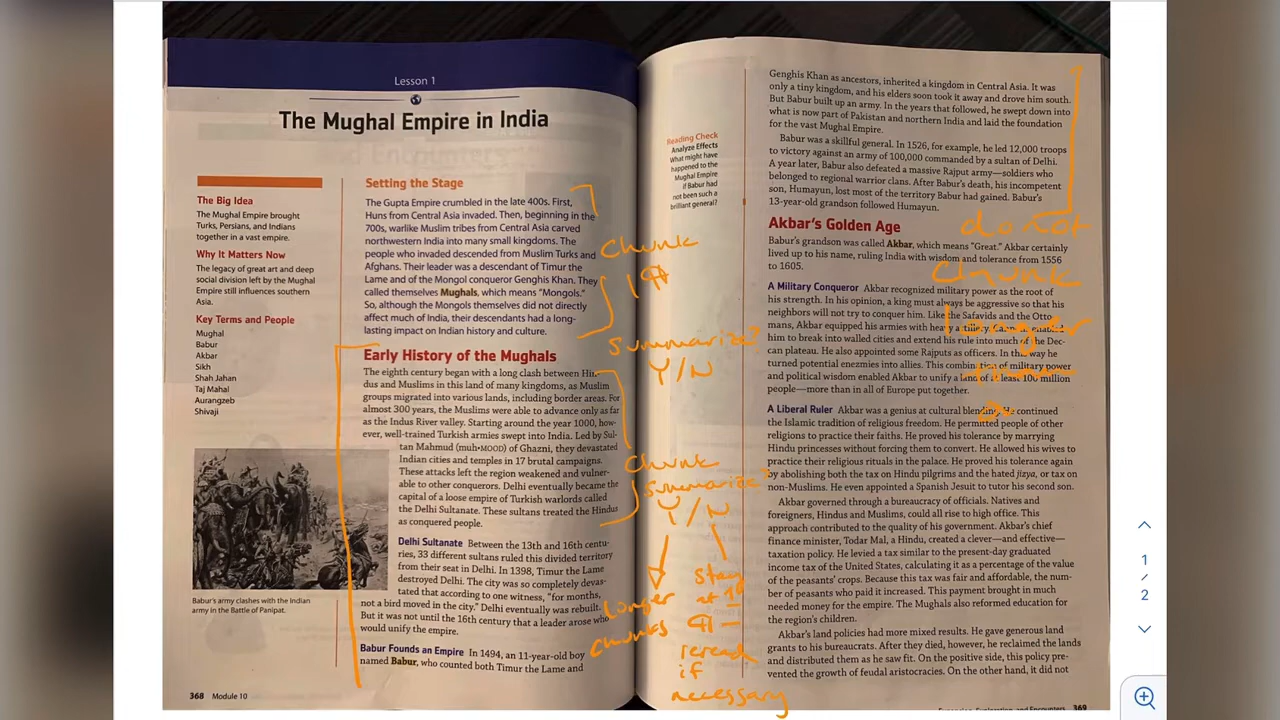 Lesson 1
The Mughal Empire in India
The Big Idea
The Mughal Empire brought
Turks, Persians, and Indians
together in a vast empire.
Why It Matters Now
The legacy of great art and deep
social division left by the Mughal
Empire still influences southern
Asia.
Key Terms and People
Mughal
Babur
Akbar
Sikh
Shah Jahan
Taj Mahal
Aurangzeb
Shivaji
Babur's army clashes with the Indian
army in the Battle of Panipat.
Setting the Stage
The Gupta Empire crumbled in the late 400s. First,
Huns from Central Asia invaded. Then, beginning in the
700s, warlike Muslim tribes from Central Asia carved
northwestern India into many small kingdoms. The
people who invaded descended from Muslim Turks and
Afghans. Their leader was a descendant of Timur the
Lame and of the Mongol conqueror Genghis Khan. They
called themselves Mughals, which means "Mongols."
So, although the Mongols themselves did not directly
affect much of India, their descendants had a long-
lasting impact on Indian history and culture.
Early History of the Mughals
The eighth century began with a long clash between Hin-
dus and Muslims in this land of many kingdoms, as Muslim
groups migrated into various lands, including border areas. For
almost 300 years, the Muslims were able to advance only as far
as the Indus River valley. Starting around the year 1000, how-
ever, well-trained Turkish armies swept into India. Led by Sul-
tan Mahmud (muh•MOOD) of Ghazni, they devastated
Indian cities and temples in 17 brutal campaigns.
These attacks left the region weakened and vulner-
able to other conquerors. Delhi eventually became the
capital of a loose empire of Turkish warlords called
the Delhi Sultanate. These sultans treated the Hindus
as conquered people.
Delhi Sultanate Between the 13th and 16th centu-
ries, 33 different sultans ruled this divided territory
from their seat in Delhi. In 1398, Timur the Lame
destroyed Delhi. The city was so completely devas-
tated that according to one witness, "for months,
not a bird moved in the city." Delhi eventually was rebuilt.
But it was not until the 16th century that a leader arose who
would unify the empire.
Babur Founds an Empire In 1494, an 11-year-old boy
named Babur, who counted both Timur the Lame and
368 Module 10
chunk
1¶
summarize?
Y/N
chunk
summarize?
Y/N
longer
chunks
stay
at 1
¶ –
reread
if
necessary
Reading Check
Analyze Effects
What might have
happened to the
Mughal Empire
if Babur had
not been such a
brilliant general?
Genghis Khan as ancestors, inherited a kingdom in Central Asia. It was
only a tiny kingdom, and his elders soon took it away and drove him south.
But Babur built up an army. In the years that followed, he swept down into
what is now part of Pakistan and northern India and laid the foundation
for the vast Mughal Empire.
Babur was a skillful general. In 1526, for example, he led 12,000 troops
to victory against an army of 100,000 commanded by a sultan of Delhi.
A year later, Babur also defeated a massive Rajput army—soldiers who
belonged to regional warrior clans. After Babur's death, his incompetent
son, Humayun, lost most of the territory Babur had gained. Babur's
13-year-old grandson followed Humayun.
Akbar's Golden Age
Babur's grandson was called Akbar, which means "Great." Akbar certainly
lived up to his name, ruling India with wisdom and tolerance from 1556
to 1605.
A Military Conqueror Akbar recognized military power as the root of
his strength. In his opinion, a king must always be aggressive so that his
neighbors will not try to conquer him. Like the Safavids and the Otto
mans, Akbar equipped his armies with heavy artillery. Cannons enabled
him to break into walled cities and extend his rule into much of the Dec-
can plateau. He also appointed some Rajputs as officers. In this way he
turned potential enezmies into allies. This combination of military power
and political wisdom enabled Akbar to unify a land of at least 100 million
people—more than in all of Europe put together.
A Liberal Ruler Akbar was a genius at cultural blending. He continued
the Islamic tradition of religious freedom. He permitted people of other
religions to practice their faiths. He proved his tolerance by marrying
Hindu princesses without forcing them to convert. He allowed his wives to
practice their religious rituals in the palace. He proved his tolerance again
by abolishing both the tax on Hindu pilgrims and the hated jizya, or tax on
non-Muslims. He even appointed a Spanish Jesuit to tutor his second son.
Akbar governed through a bureaucracy of officials. Natives and
foreigners, Hindus and Muslims, could all rise to high office. This
approach contributed to the quality of his government. Akbar's chief
finance minister, Todar Mal, a Hindu, created a clever—and effective—
taxation policy. He levied a tax similar to the present-day graduated
income tax of the United States, calculating it as a percentage of the value
of the peasants' crops. Because this tax was fair and affordable, the num-
ber of peasants who paid it increased. This payment brought in much
needed money for the empire. The Mughals also reformed education for
the region's children.
Akbar's land policies had more mixed results. He gave generous land
grants to his bureaucrats. After they died, however, he reclaimed the lands
and distributed them as he saw fit. On the positive side, this policy pre-
vented the growth of feudal aristocracies. On the other hand, it did not
do not
chunk
longer
Expansion, Exploration, and Encounters 369
1
/
2